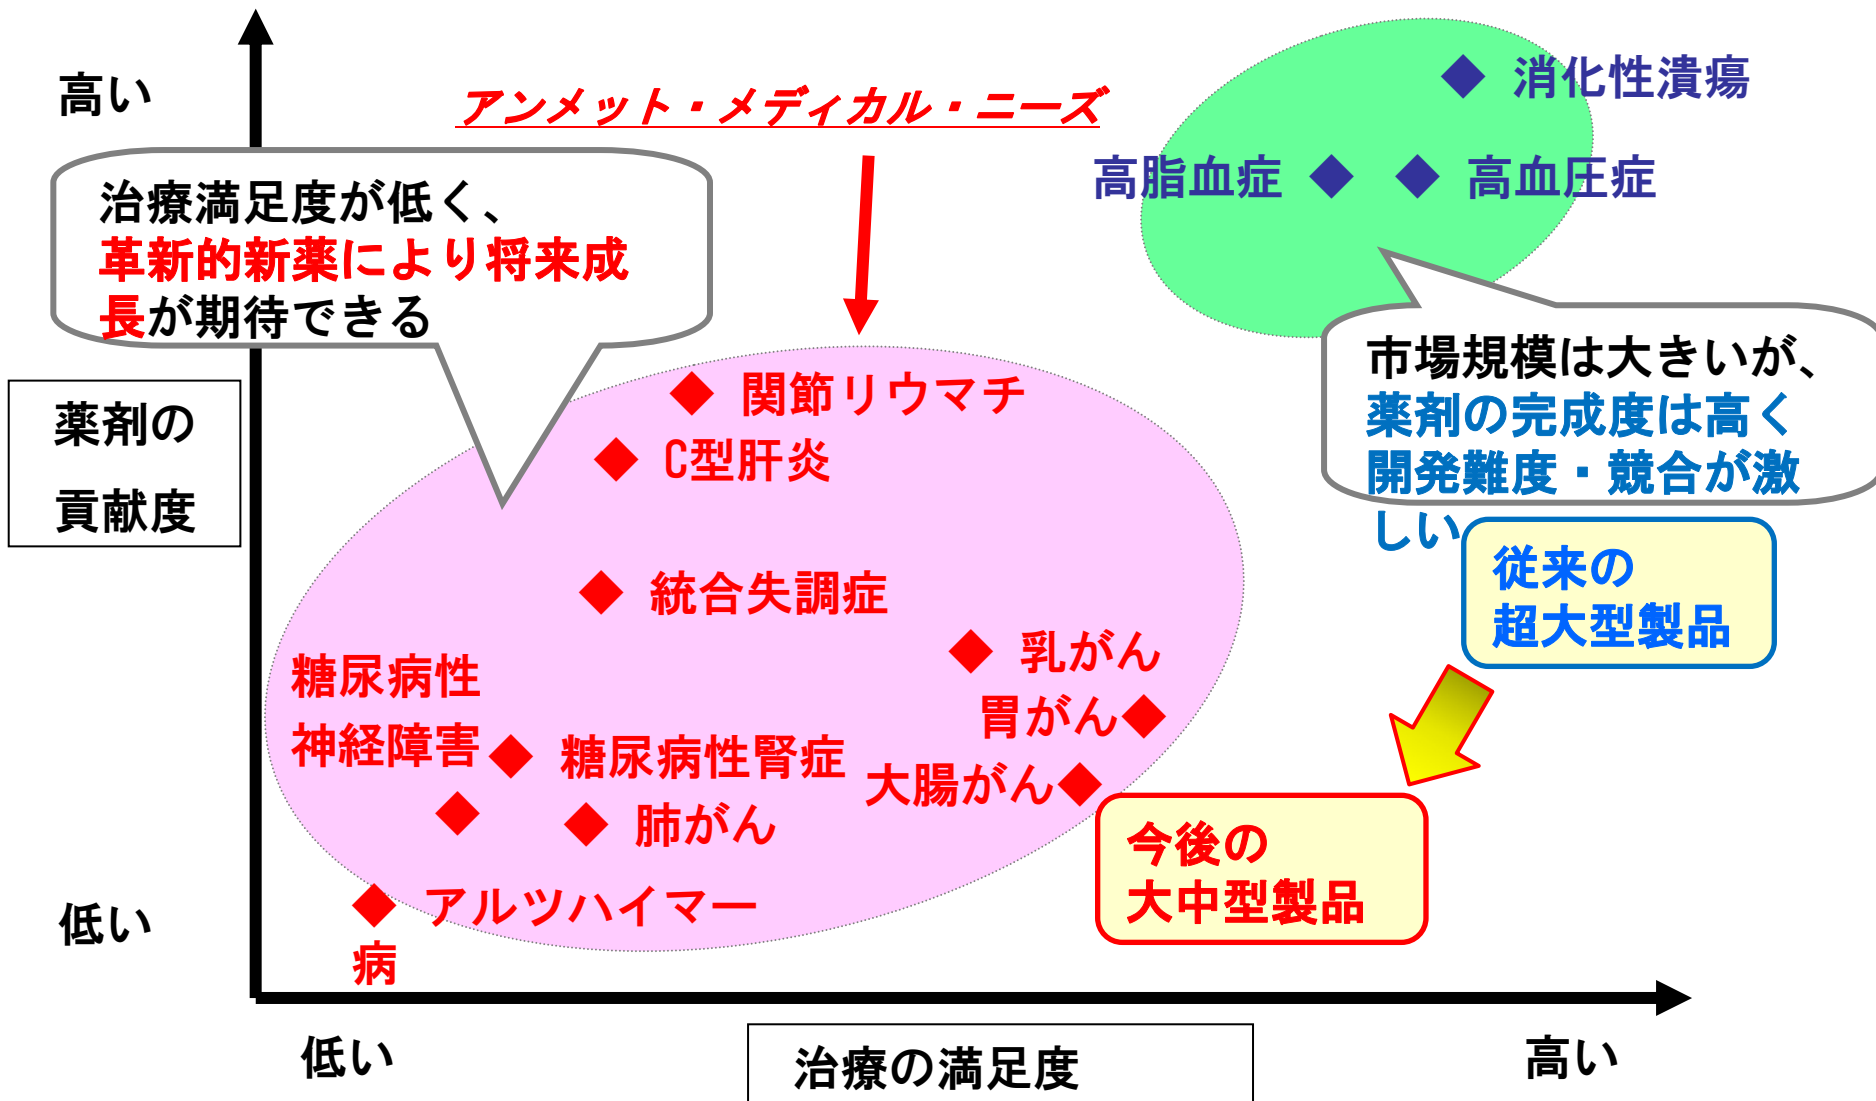 高い
アンメット・メディカル・ニーズ
消化性潰瘍
高脂血症
高血圧症
治療満足度が低く、
革新的新薬により将来成
長が期待できる
市場規模は大きいが、
薬剤の完成度は高く
開発難度・競合が激
しい
薬剤の
貢献度
関節リウマチ
C型肝炎
統合失調症
従来の
超大型製品
乳がん
胃がん
糖尿病性
神経障害
糖尿病性腎症
大腸がん
肺がん
今後の
大中型製品
アルツハイマー
病
低い
低い
治療の満足度
高い